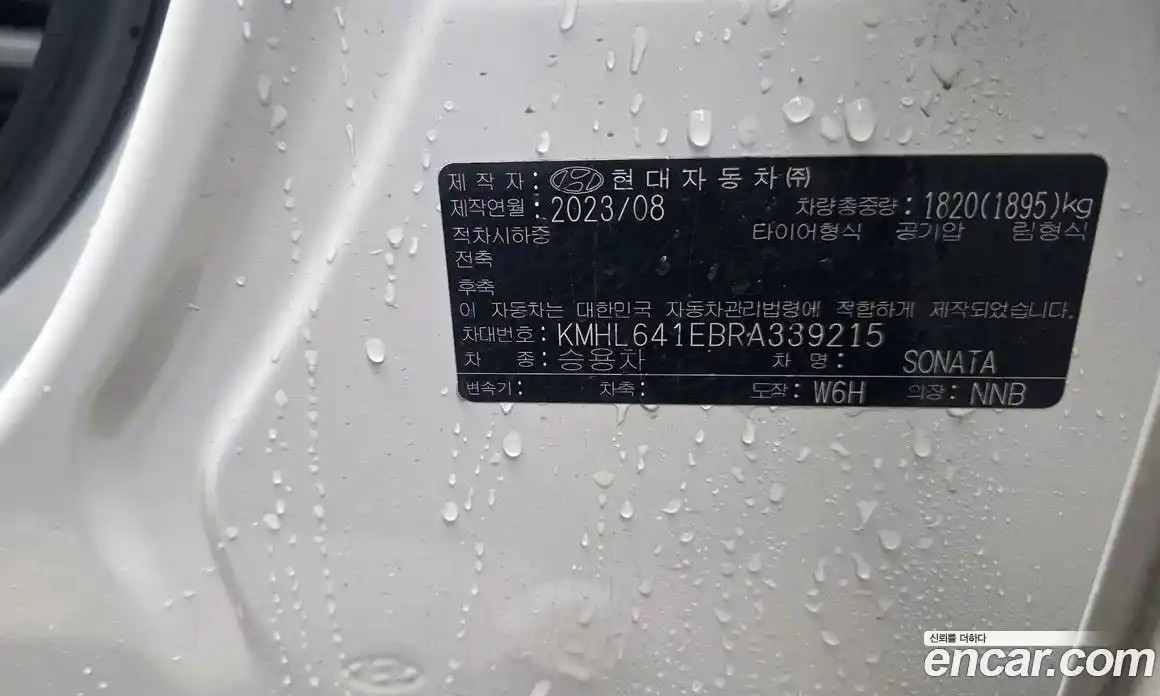 제 작 자 : 현대자동차㈜
제작연월 : 2023/08 차량총중량 : 1820(1895)kg
적차시하중 타이어형식 공기압 림형식
전축
후축
이 자동차는 대한민국 자동차관리법령에 적합하게 제작되었습니다.
차대번호 : KMHL641EBRA339215
차 종 : 승용차 차 명 : SONATA
변속기 : 차축 : 도장 : W6H 의장 : NNB
신뢰를 더하다
encar.com